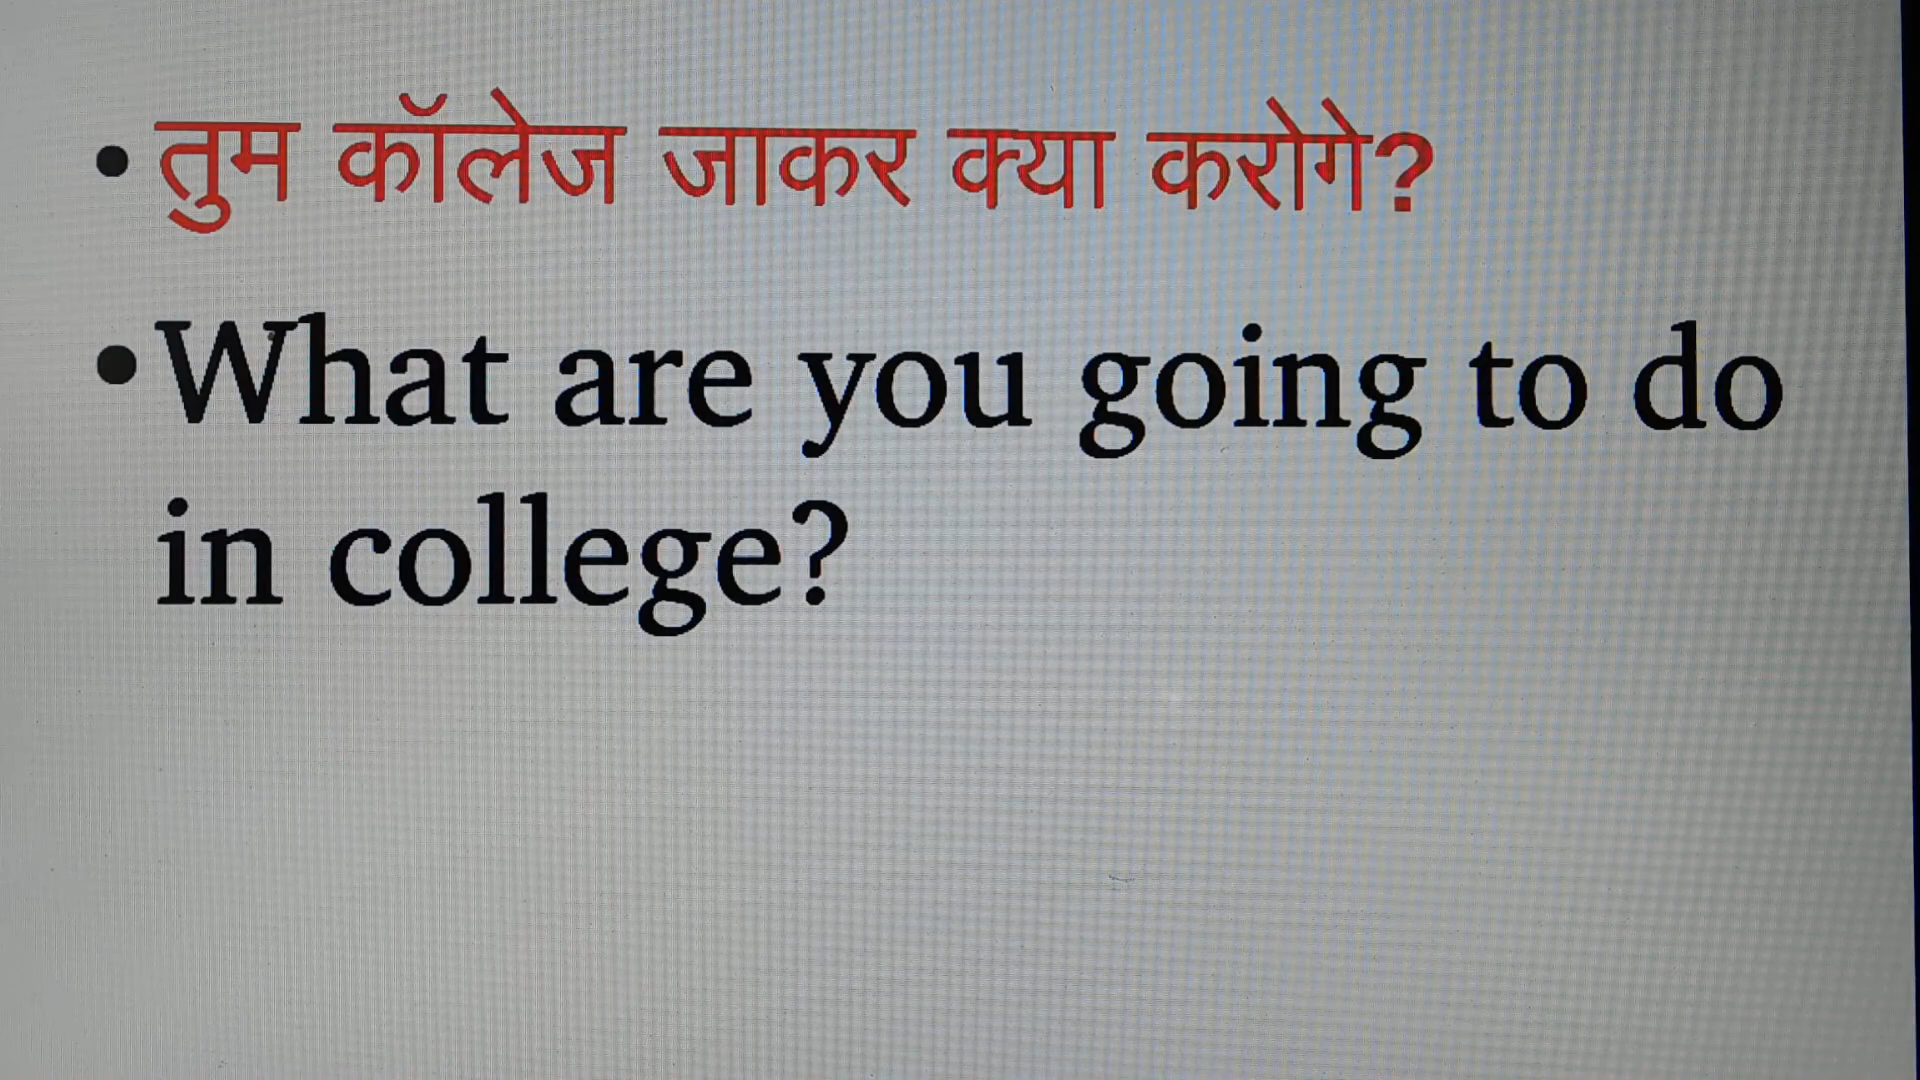 • तुम कॉलेज जाकर क्या करोगे?
• What are you going to do
in college?